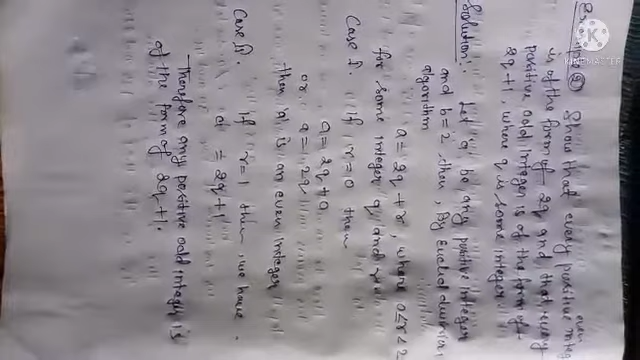 Example ②
Show that every positive even integ
is of the form of 2q and that every
positive odd integer is of the form of
2q+1, where q is some integer.
Solution:- Let 'a' be any positive integer
and b=2, then, By Euclid division
algorithm
a = 2q + r, where 0≤r<2
for some integer q and
Case I. If r=0 then
a = 2q+0
or a = 2q
then 'a' is an even integer
Case II. If r=1 then, we have.
a = 2q+1
Therefore any positive odd integer is
of the form of 2q+1.
KINEMASTER